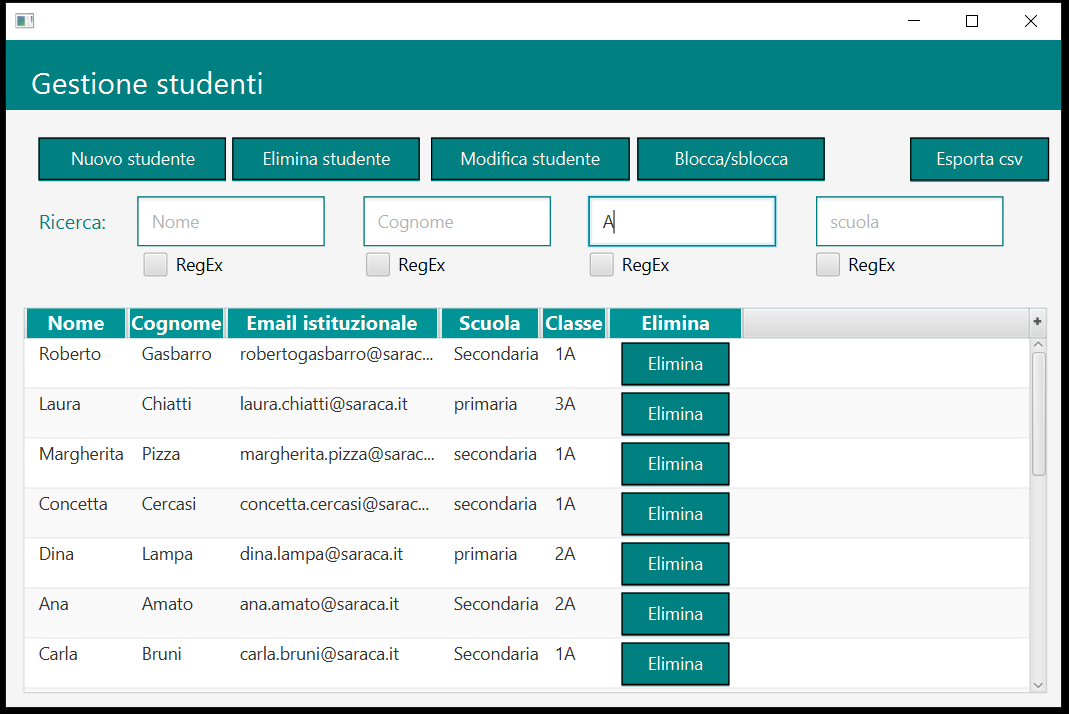 Gestione studenti
Nuovo studente Elimina studente Modifica studente Blocca/sblocca Esporta csv
Ricerca: Nome Cognome A scuola
RegEx RegEx RegEx RegEx
Nome Cognome Email istituzionale Scuola Classe Elimina +
Roberto Gasbarro robertogasbarro@sarac... Secondaria 1A Elimina
Laura Chiatti laura.chiatti@saraca.it primaria 3A Elimina
Margherita Pizza margherita.pizza@sarac... secondaria 1A Elimina
Concetta Cercasi concetta.cercasi@sarac... secondaria 1A Elimina
Dina Lampa dina.lampa@saraca.it primaria 2A Elimina
Ana Amato ana.amato@saraca.it Secondaria 2A Elimina
Carla Bruni carla.bruni@saraca.it Secondaria 1A Elimina